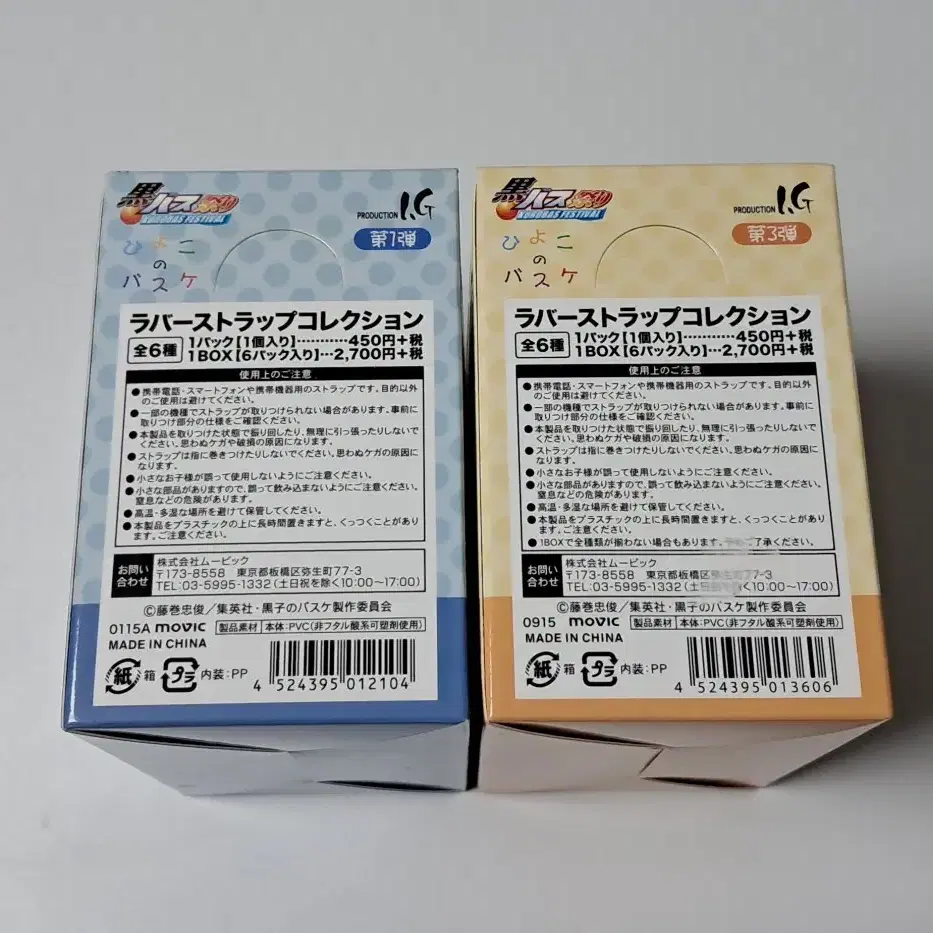 黒バス祭り
KUROBAS FESTIVAL
PRODUCTION I.G
第1弾
ひよこ
の
バスケ
ラバーストラップコレクション
全6種
1パック【1個入り】…………450円+税
1BOX【6パック入り】…2,700円+税
使用上のご注意
●携帯電話・スマートフォンや携帯機器用のストラップです。目的以外
のご使用は避けてください。
●一部の機種でストラップが取りつけられない場合があります。事前に
取りつけ部分の仕様をご確認ください。
●本製品を取りつけた状態で振り回したり、無理に引っ張ったりしないで
ください。思わぬケガや破損の原因になります。
●ストラップは指に巻きつけたりしないでください。思わぬケガの原因に
なります。
●小さなお子様が誤って使用しないようにご注意ください。
●小さな部品がありますので、誤って飲み込まないようにご注意ください。
窒息などの危険があります。
●高温・多湿な場所を避けて保管してください。
●本製品をプラスチックの上に長時間置きますと、くっつくことがありま
す。ご注意ください。
お問い
合わせ
株式会社ムービック
〒173-8558 東京都板橋区弥生町77-3
TEL:03-5995-1332(土日祝を除く10:00〜17:00)
©藤巻忠俊/集英社・黒子のバスケ製作委員会
0115A movic 製品素材 本体:PVC(非フタル酸系可塑剤使用)
MADE IN CHINA
紙 箱 プラ 内装:PP
4 524395 012104
黒バス祭り
KUROBAS FESTIVAL
PRODUCTION I.G
第3弾
ひよこ
の
バスケ
ラバーストラップコレクション
全6種
1パック【1個入り】…………450円+税
1BOX【6パック入り】…2,700円+税
使用上のご注意
●携帯電話・スマートフォンや携帯機器用のストラップです。目的以外
のご使用は避けてください。
●一部の機種でストラップが取りつけられない場合があります。事前に
取りつけ部分の仕様をご確認ください。
●本製品を取りつけた状態で振り回したり、無理に引っ張ったりしないで
ください。思わぬケガや破損の原因になります。
●ストラップは指に巻きつけたりしないでください。思わぬケガの原因に
なります。
●小さなお子様が誤って使用しないようにご注意ください。
●小さな部品がありますので、誤って飲み込まないようにご注意ください。
窒息などの危険があります。
●高温・多湿な場所を避けて保管してください。
●本製品をプラスチックの上に長時間置きますと、くっつくことがありま
す。ご注意ください。
●1BOXで全種類が揃わない場合もあります。予めご了承ください。
お問い
合わせ
株式会社ムービック
〒173-8558 東京都板橋区弥生町77-3
TEL:03-5995-1332(土日祝を除く10:00〜17:00)
©藤巻忠俊/集英社・黒子のバスケ製作委員会
0915 movic 製品素材 本体:PVC(非フタル酸系可塑剤使用)
MADE IN CHINA
紙 箱 プラ 内装:PP
4 524395 013606